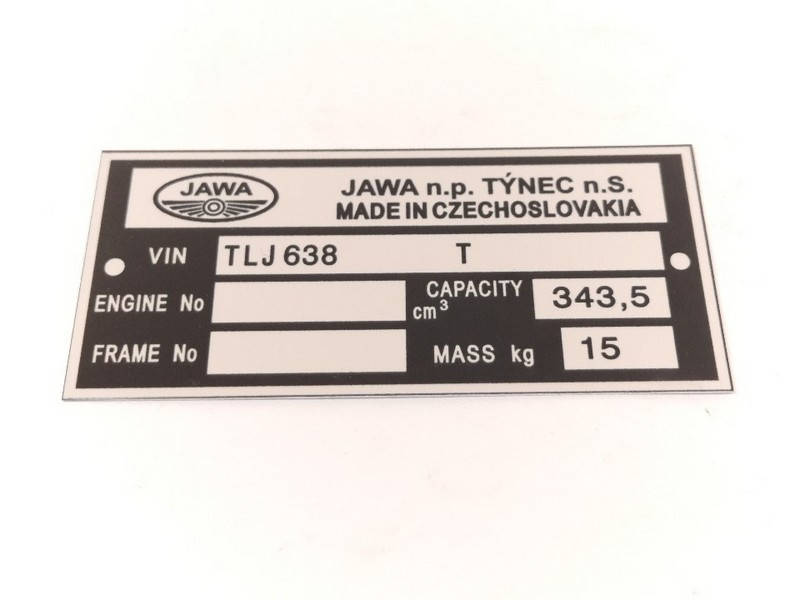 JAWA
JAWA n.p. TÝNEC n.S.
MADE IN CZECHOSLOVAKIA
VIN TLJ 638 T
ENGINE No
CAPACITY cm³ 343,5
FRAME No
MASS kg 15